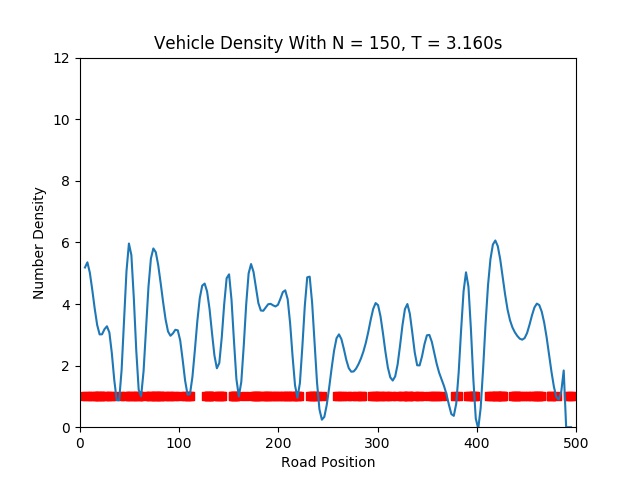 Vehicle Density With N = 150, T = 3.160s
12
10
8
6
4
2
0
Number Density
0 100 200 300 400 500
Road Position